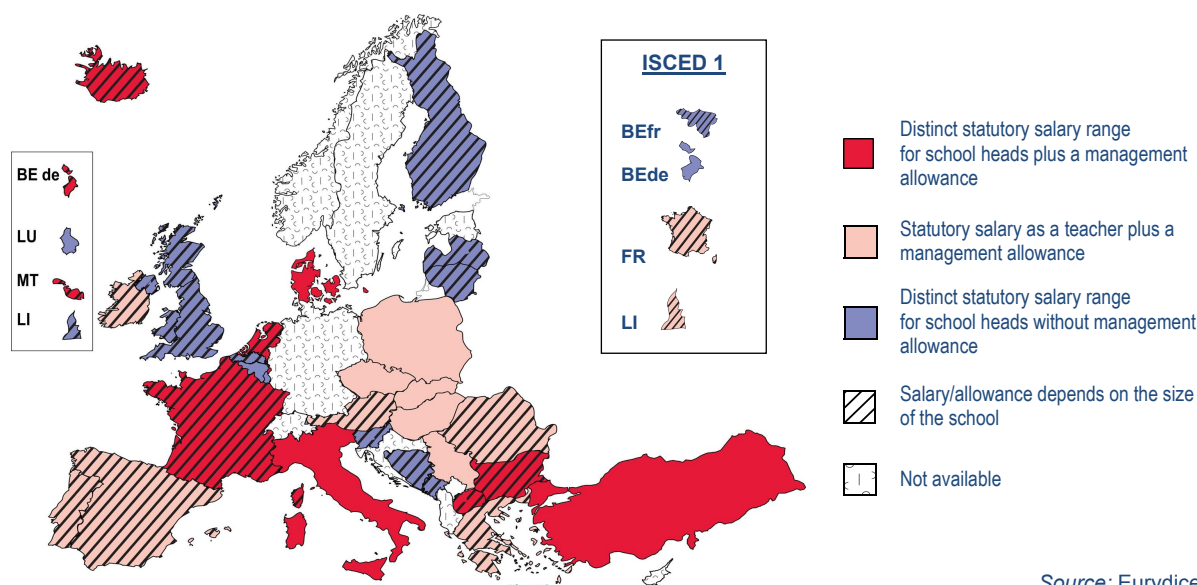 BE de
LU
MT
LI
ISCED 1
BEfr
BEde
FR
LI
Distinct statutory salary range
for school heads plus a management
allowance
Statutory salary as a teacher plus a
management allowance
Distinct statutory salary range
for school heads without management
allowance
Salary/allowance depends on the size
of the school
Not available
Source: Eurydice